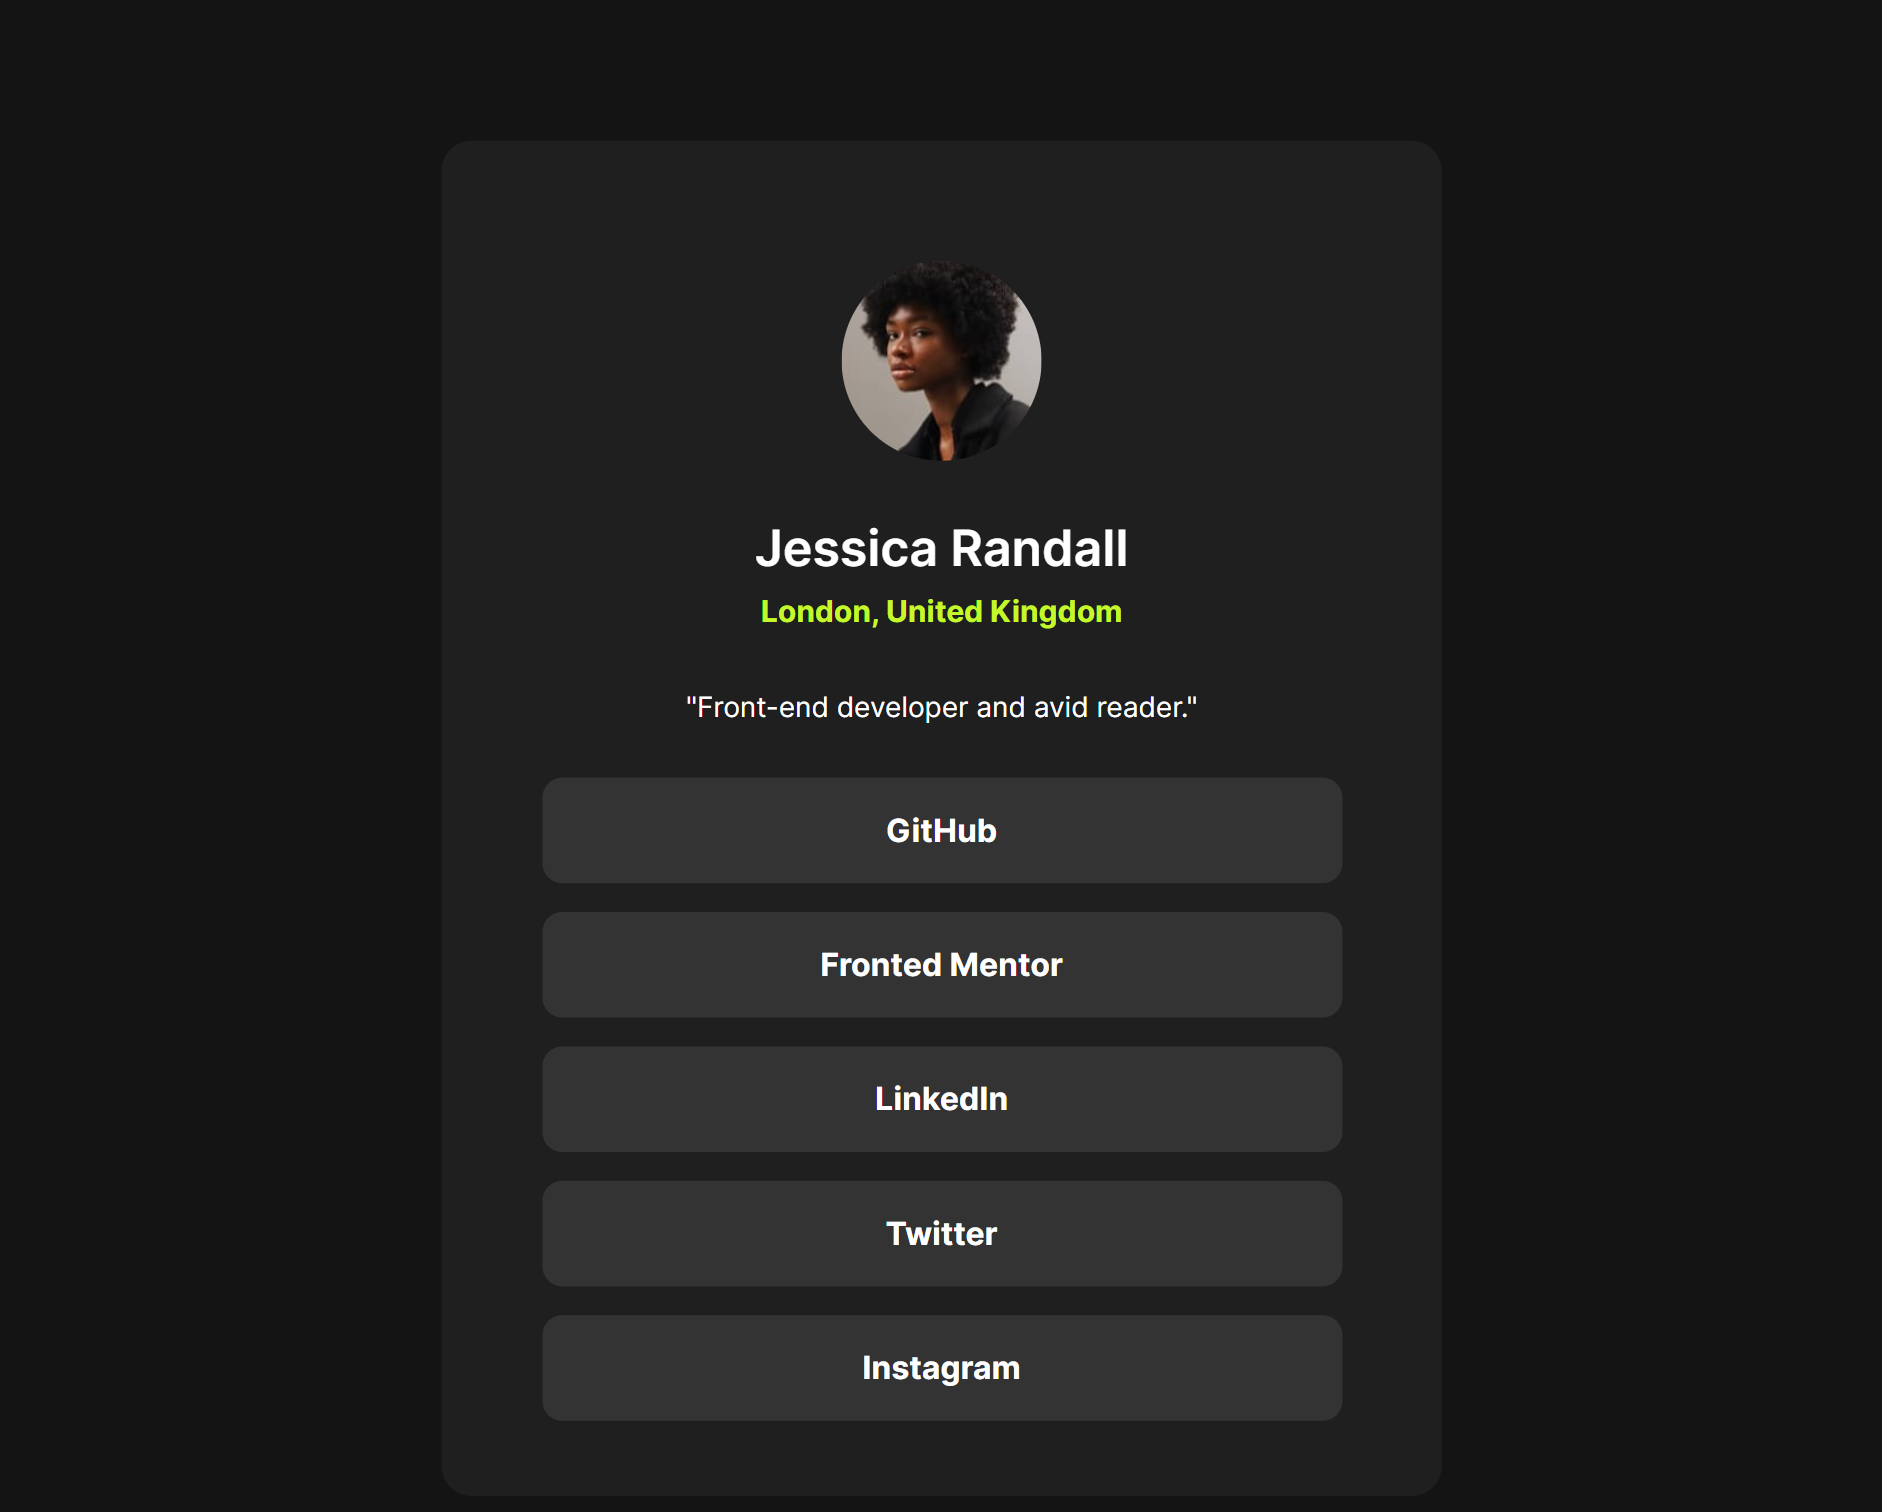 Jessica Randall
London, United Kingdom
"Front-end developer and avid reader."
GitHub
Fronted Mentor
LinkedIn
Twitter
Instagram